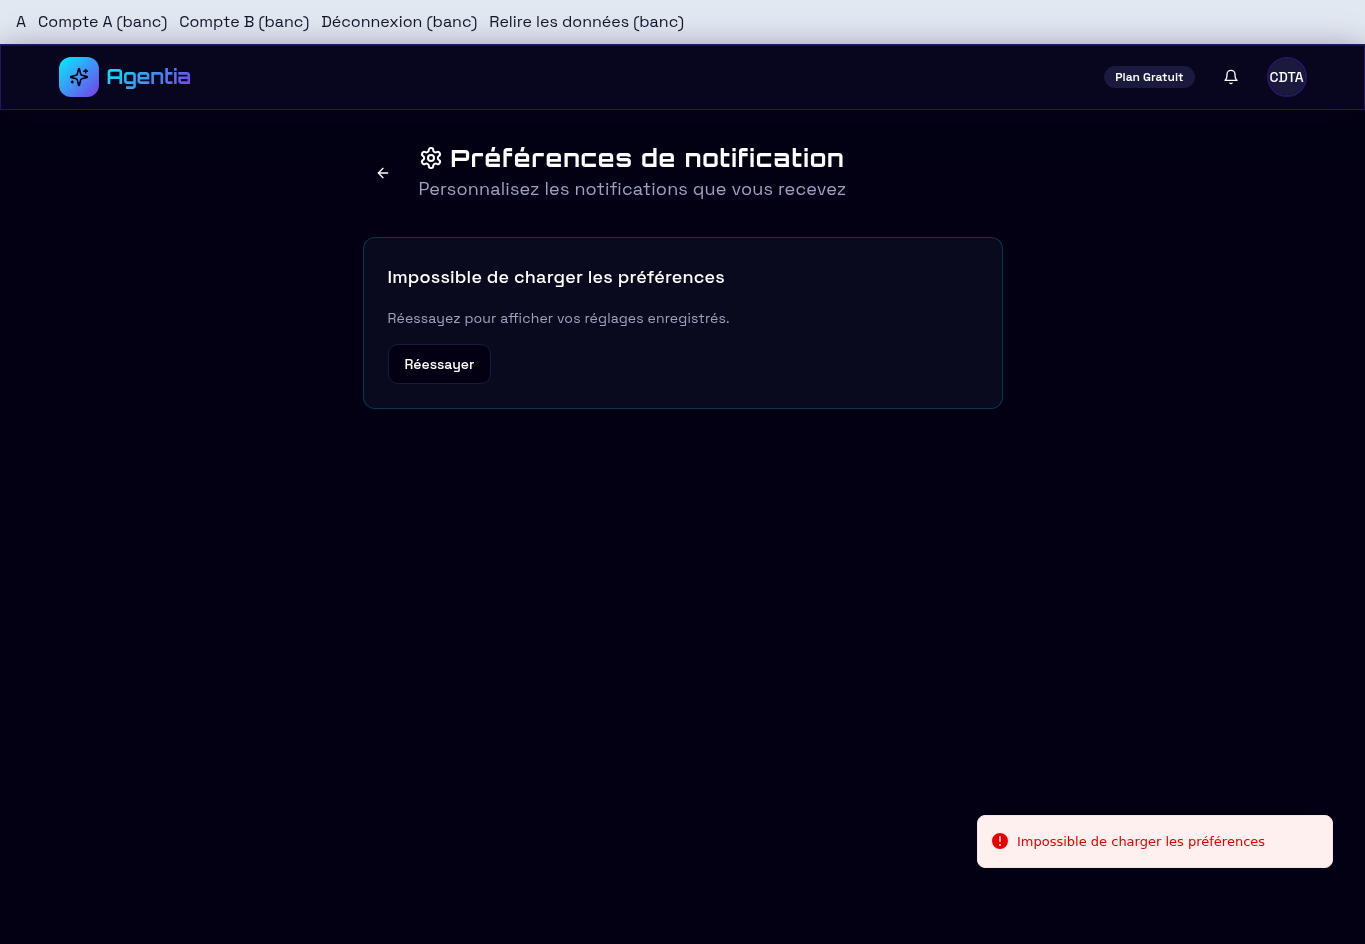 A Compte A (banc) Compte B (banc) Déconnexion (banc) Relire les données (banc)
Agentia
Plan Gratuit
CDTA
Préférences de notification
Personnalisez les notifications que vous recevez
Impossible de charger les préférences
Réessayez pour afficher vos réglages enregistrés.
Réessayer
Impossible de charger les préférences